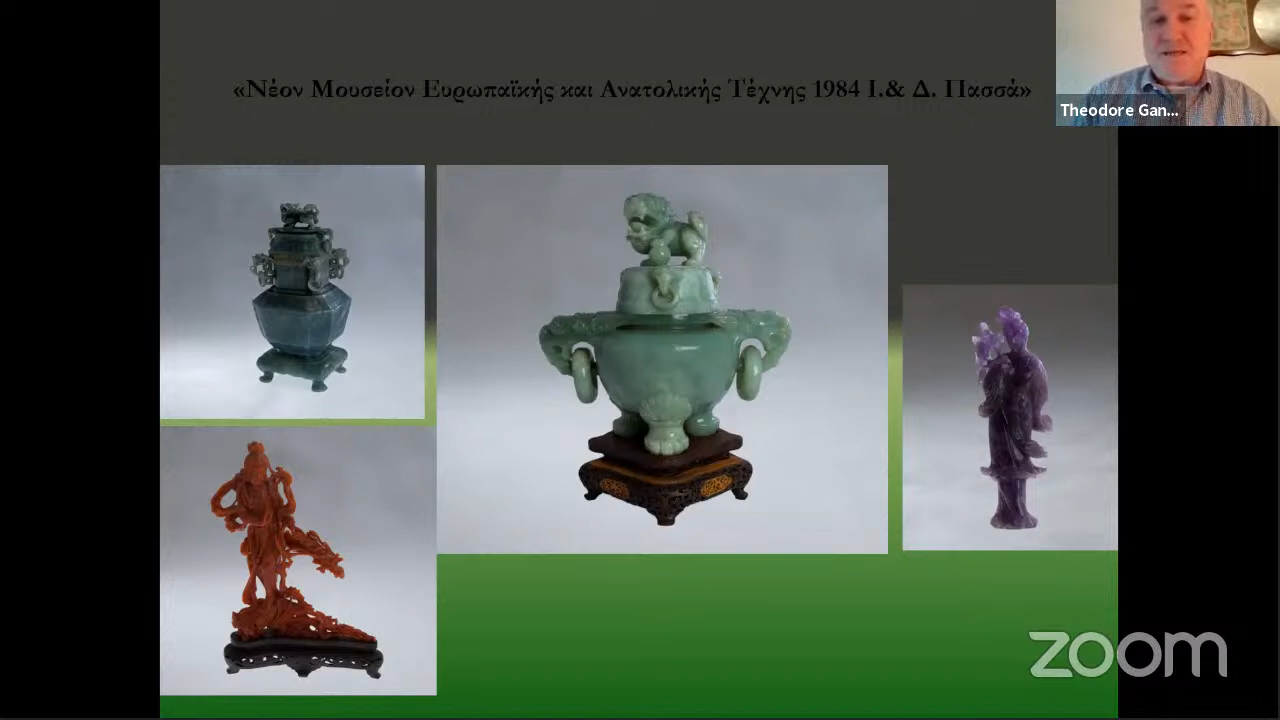 «Νέον Μουσείον Ευρωπαϊκής και Ανατολικής Τέχνης 1984 Ι.& Δ. Πασσά»
Theodore Gan...
zoom